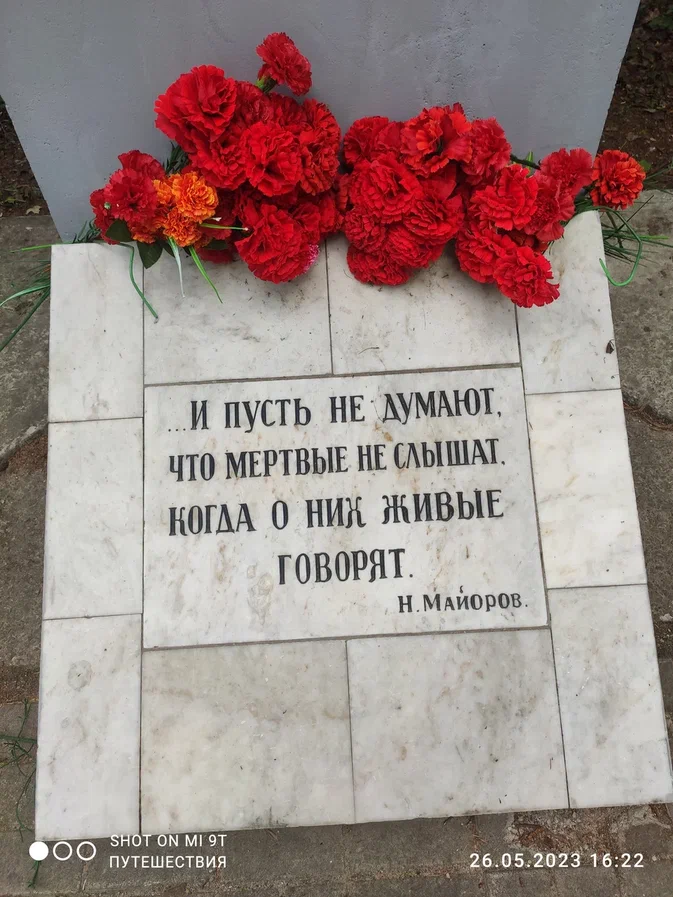 ...И ПУСТЬ НЕ ДУМАЮТ,
ЧТО МЕРТВЫЕ НЕ СЛЫШАТ,
КОГДА О НИХ ЖИВЫЕ
ГОВОРЯТ.
Н. МАЙОРОВ.
SHOT ON MI 9T
ПУТЕШЕСТВИЯ
26.05.2023 16:22